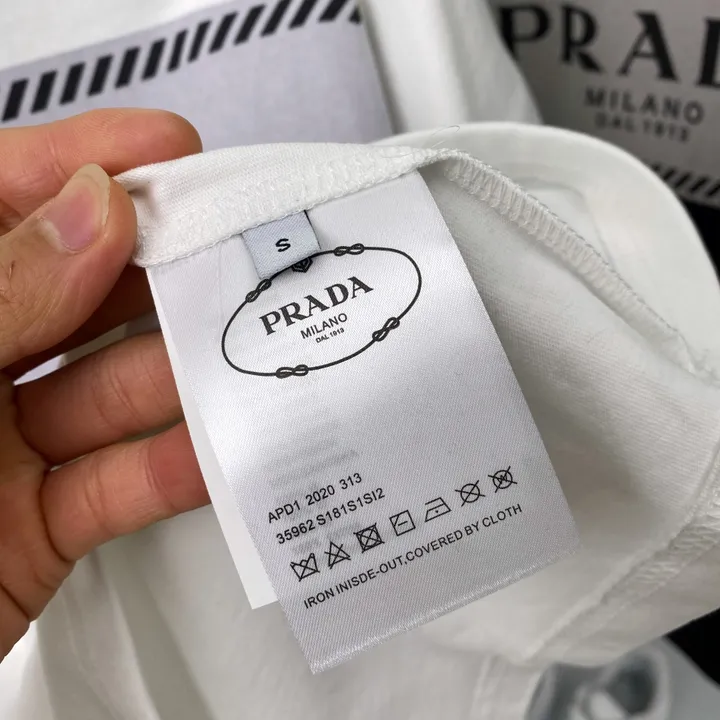 PRADA
MILANO
DAL 1913
S
PRADA
MILANO
DAL 1913
APD1 2020 313
35962 S181S1SI2
IRON INISDE-OUT,COVERED BY CLOTH